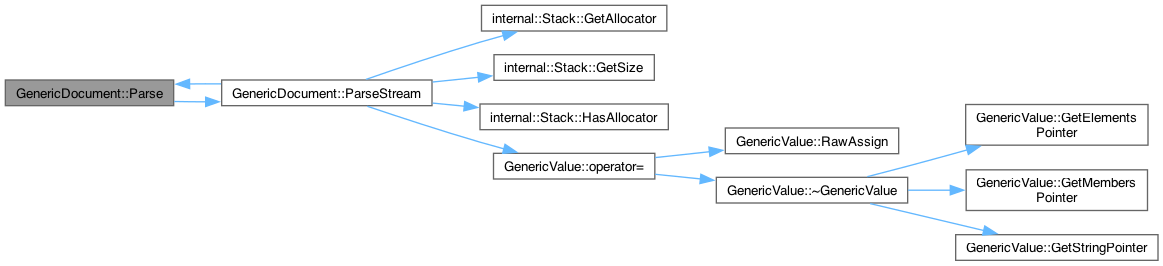 GenericDocument::Parse
GenericDocument::ParseStream
internal::Stack::GetAllocator
internal::Stack::GetSize
internal::Stack::HasAllocator
GenericValue::operator=
GenericValue::RawAssign
GenericValue::~GenericValue
GenericValue::GetElements
Pointer
GenericValue::GetMembers
Pointer
GenericValue::GetStringPointer